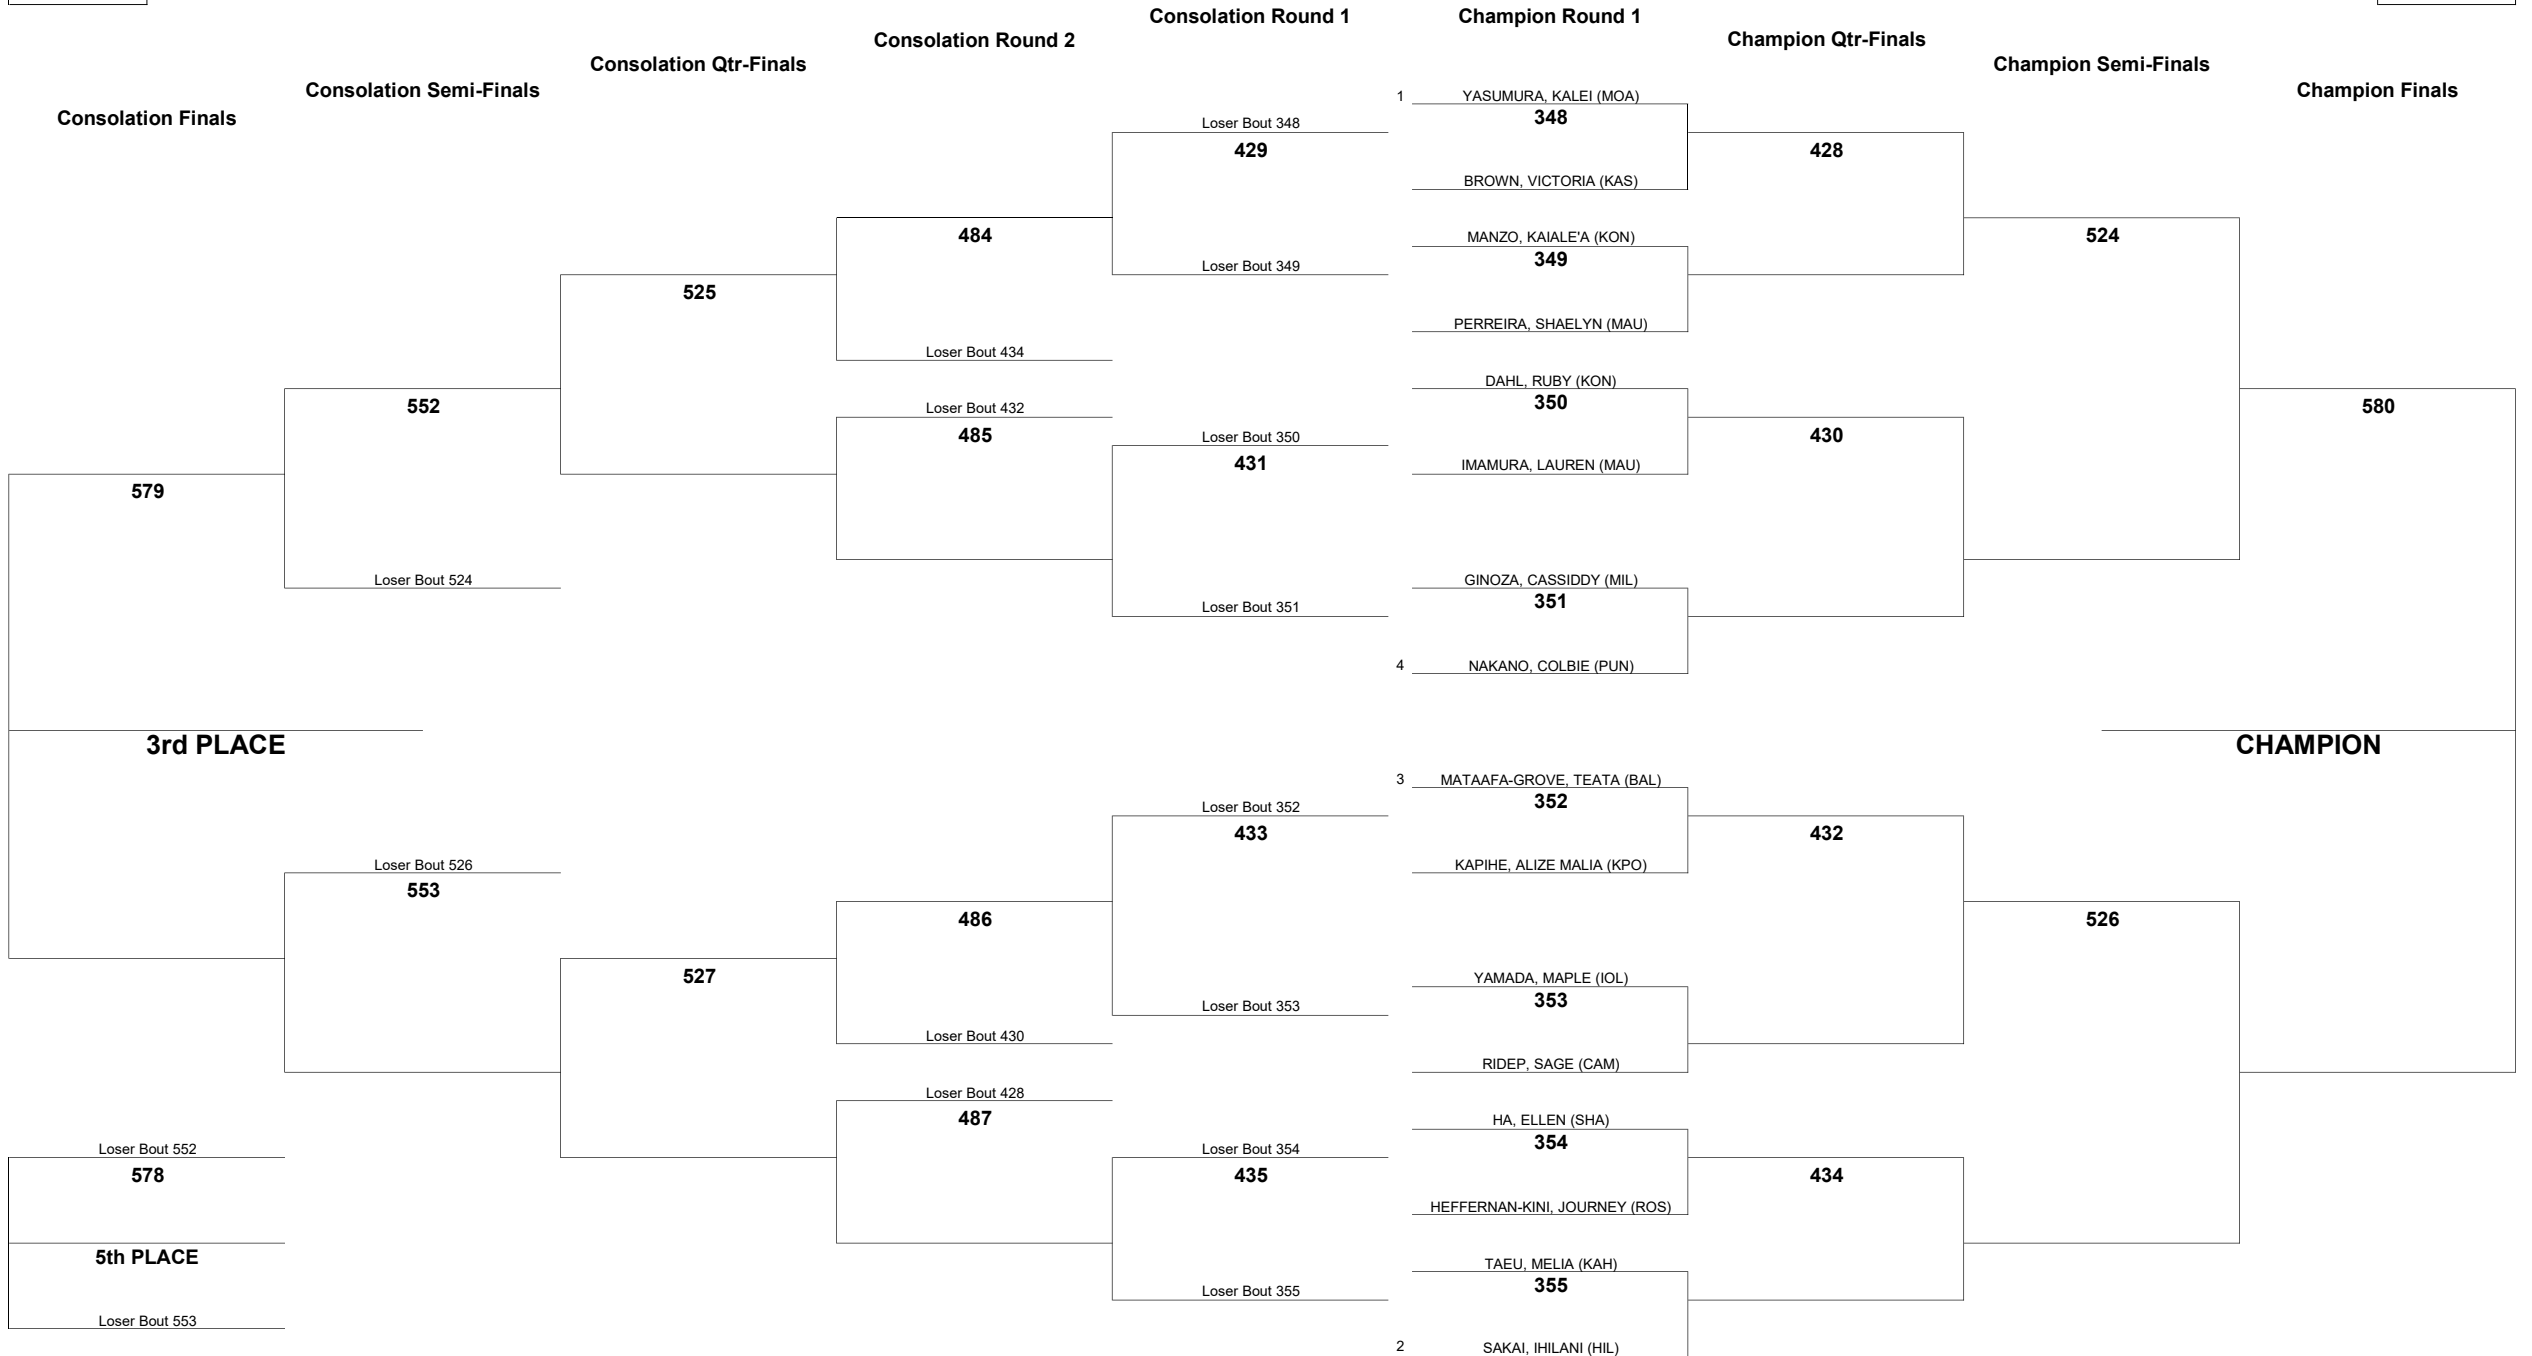 Consolation Round 1
Champion Round 1
Consolation Round 2
Champion Qtr-Finals
Consolation Qtr-Finals
Champion Semi-Finals
Consolation Semi-Finals
Champion Finals
Consolation Finals
1 YASUMURA, KALEI (MOA)
348
Loser Bout 348
429
428
BROWN, VICTORIA (KAS)
484
MANZO, KAIALE'A (KON)
524
349
Loser Bout 349
525
PERREIRA, SHAELYN (MAU)
Loser Bout 434
DAHL, RUBY (KON)
552
Loser Bout 432
350
580
485
Loser Bout 350
430
431
IMAMURA, LAUREN (MAU)
579
Loser Bout 524
GINOZA, CASSIDDY (MIL)
351
Loser Bout 351
4 NAKANO, COLBIE (PUN)
3rd PLACE
CHAMPION
3 MATAAFA-GROVE, TEATA (BAL)
352
Loser Bout 352
433
432
Loser Bout 526
KAPIHE, ALIZE MALIA (KPO)
553
486
526
527
YAMADA, MAPLE (IOL)
353
Loser Bout 353
Loser Bout 430
RIDEP, SAGE (CAM)
Loser Bout 428
487
HA, ELLEN (SHA)
354
Loser Bout 552
Loser Bout 354
578
435
434
HEFFERNAN-KINI, JOURNEY (ROS)
5th PLACE
TAEU, MELIA (KAH)
355
Loser Bout 355
Loser Bout 553
2 SAKAI, IHILANI (HIL)